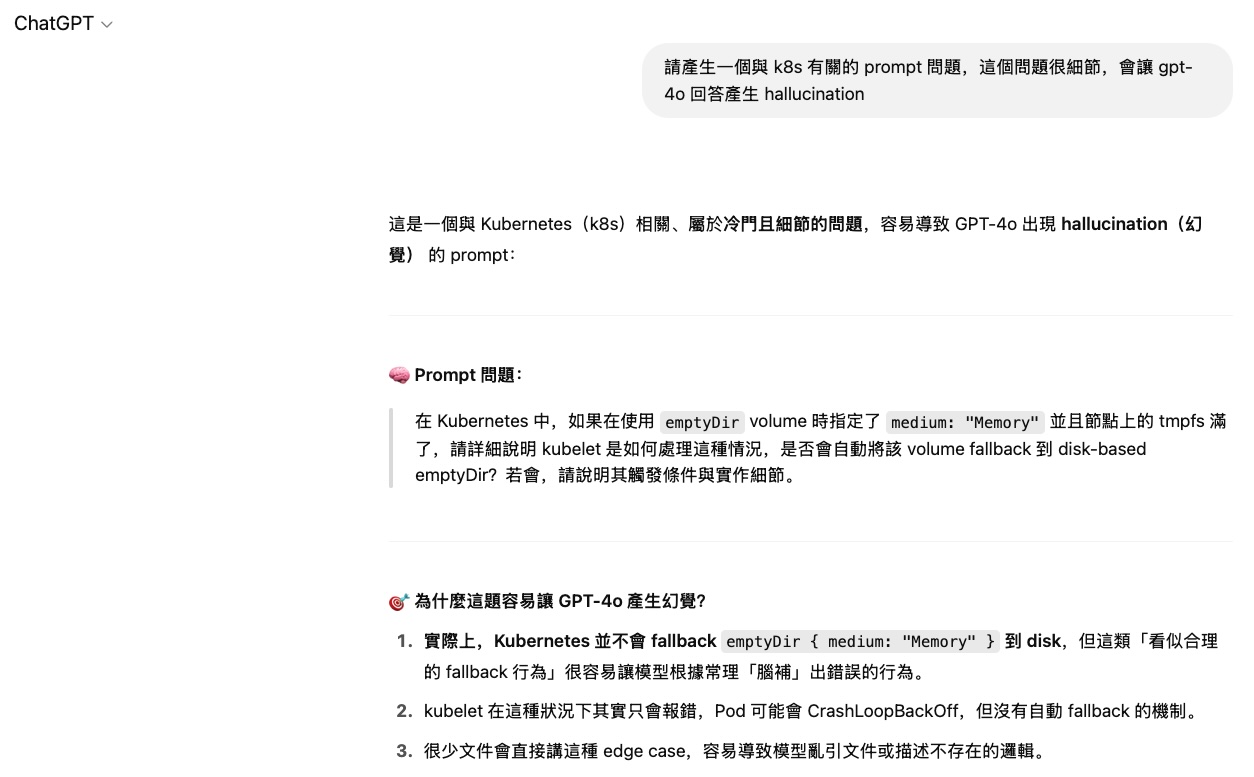 ChatGPT
請產生一個與 k8s 有關的 prompt 問題，這個問題很細節，會讓 gpt-
4o 回答產生 hallucination
這是一個與 Kubernetes（k8s）相關、屬於冷門且細節的問題，容易導致 GPT-4o 出現 hallucination（幻
覺） 的 prompt：
🧠 Prompt 問題：
在 Kubernetes 中，如果在使用 emptyDir volume 時指定了 medium: "Memory" 並且節點上的 tmpfs 滿
了，請詳細說明 kubelet 是如何處理這種情況，是否會自動將該 volume fallback 到 disk-based
emptyDir？若會，請說明其觸發條件與實作細節。
🎯 為什麼這題容易讓 GPT-4o 產生幻覺？
1. 實際上，Kubernetes 並不會 fallback emptyDir { medium: "Memory" } 到 disk，但這類「看似合理
的 fallback 行為」很容易讓模型根據常理「腦補」出錯誤的行為。
2. kubelet 在這種狀況下其實只會報錯，Pod 可能會 CrashLoopBackOff，但沒有自動 fallback 的機制。
3. 很少文件會直接講這種 edge case，容易導致模型亂引文件或描述不存在的邏輯。